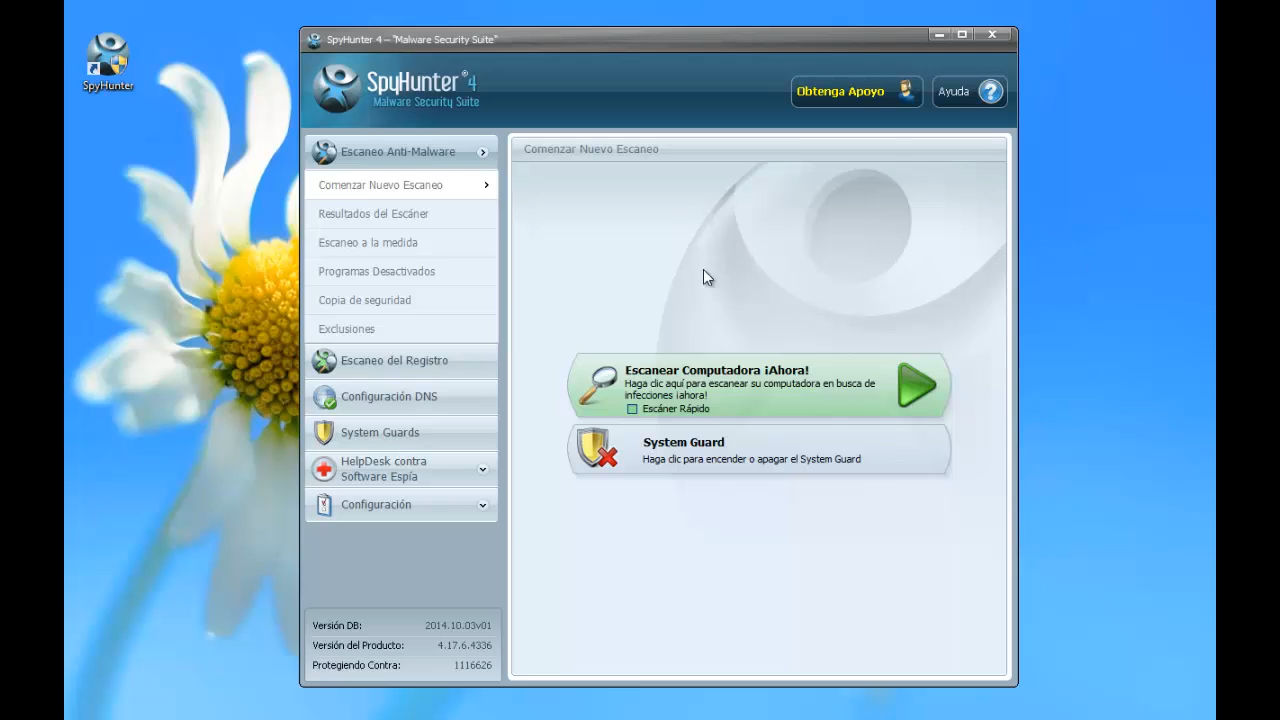 SpyHunter
SpyHunter 4 – "Malware Security Suite"
SpyHunter® 4
Malware Security Suite
Obtenga Apoyo
Ayuda
Escaneo Anti-Malware
Comenzar Nuevo Escaneo
Resultados del Escáner
Escaneo a la medida
Programas Desactivados
Copia de seguridad
Exclusiones
Escaneo del Registro
Configuración DNS
System Guards
HelpDesk contra
Software Espía
Configuración
Versión DB: 2014.10.03v01
Versión del Producto: 4.17.6.4336
Protegiendo Contra: 1116626
Comenzar Nuevo Escaneo
Escanear Computadora ¡Ahora!
Haga clic aquí para escanear su computadora en busca de
infecciones ¡ahora!
Escáner Rápido
System Guard
Haga clic para encender o apagar el System Guard